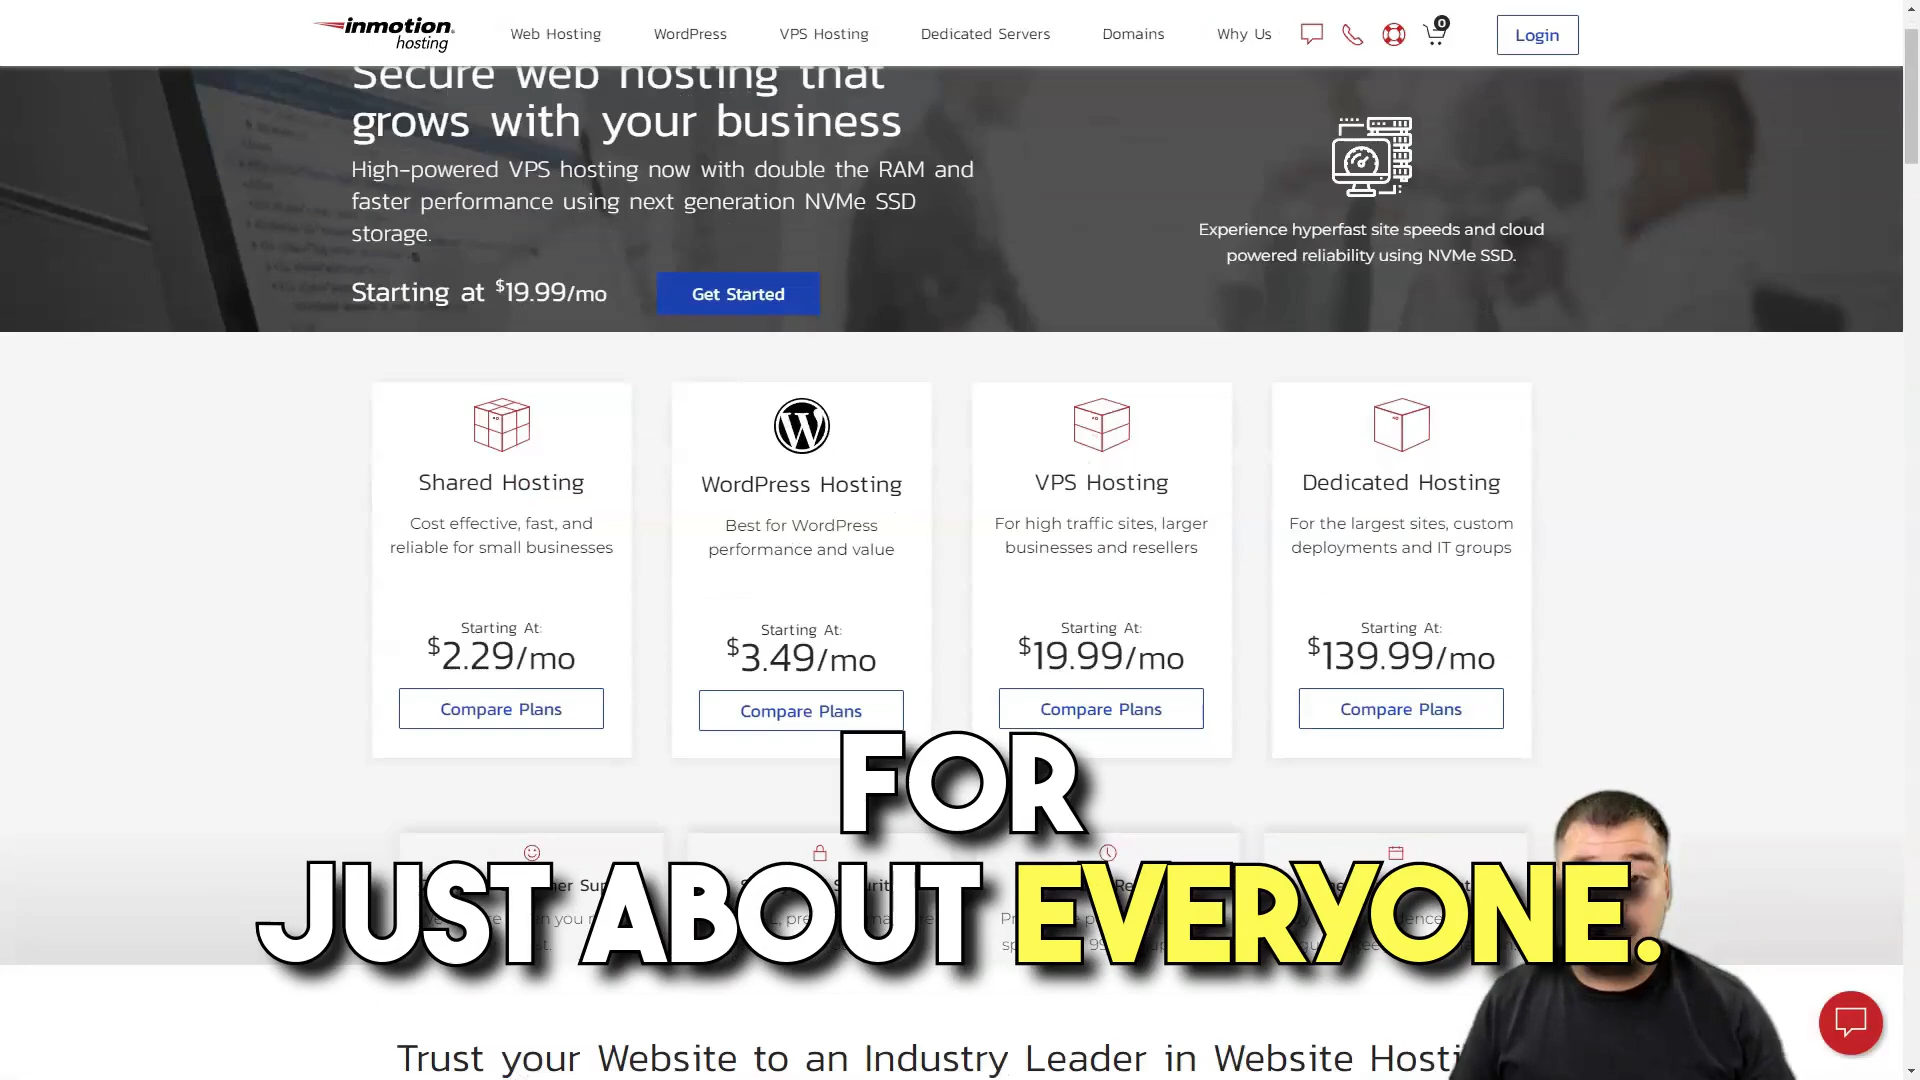 inmotion
hosting
Web Hosting
WordPress
VPS Hosting
Dedicated Servers
Domains
Why Us
0
Login
Secure web hosting that
grows with your business
High-powered VPS hosting now with double the RAM and
faster performance using next generation NVMe SSD
storage.
Starting at $19.99/mo
Get Started
Experience hyperfast site speeds and cloud
powered reliability using NVMe SSD.
Shared Hosting
Cost effective, fast, and
reliable for small businesses
Starting At:
$2.29/mo
Compare Plans
WordPress Hosting
Best for WordPress
performance and value
Starting At:
$3.49/mo
Compare Plans
VPS Hosting
For high traffic sites, larger
businesses and resellers
Starting At:
$19.99/mo
Compare Plans
Dedicated Hosting
For the largest sites, custom
deployments and IT groups
Starting At:
$139.99/mo
Compare Plans
FOR
JUST ABOUT EVERYONE.
Trust your Website to an Industry Leader in Website